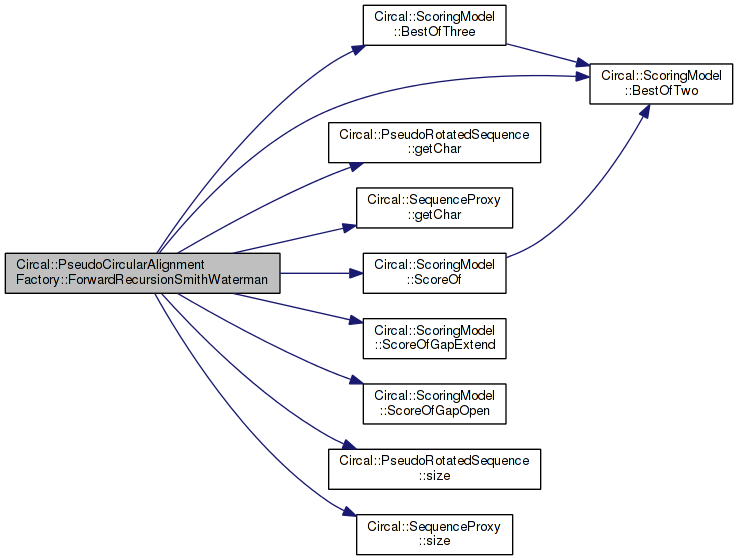 Circal::ScoringModel
::BestOfThree
Circal::ScoringModel
::BestOfTwo
Circal::PseudoRotatedSequence
::getChar
Circal::SequenceProxy
::getChar
Circal::PseudoCircularAlignment
Factory::ForwardRecursionSmithWaterman
Circal::ScoringModel
::ScoreOf
Circal::ScoringModel
::ScoreOfGapExtend
Circal::ScoringModel
::ScoreOfGapOpen
Circal::PseudoRotatedSequence
::size
Circal::SequenceProxy
::size